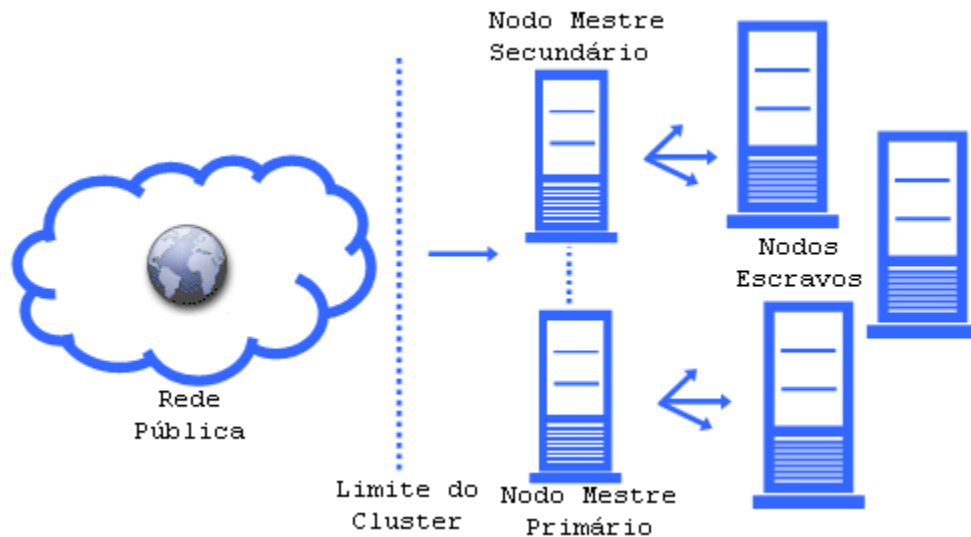 Nodo Mestre
Secundário
Nodos
Escravos
Rede
Pública
Limite do
Cluster
Nodo Mestre
Primário